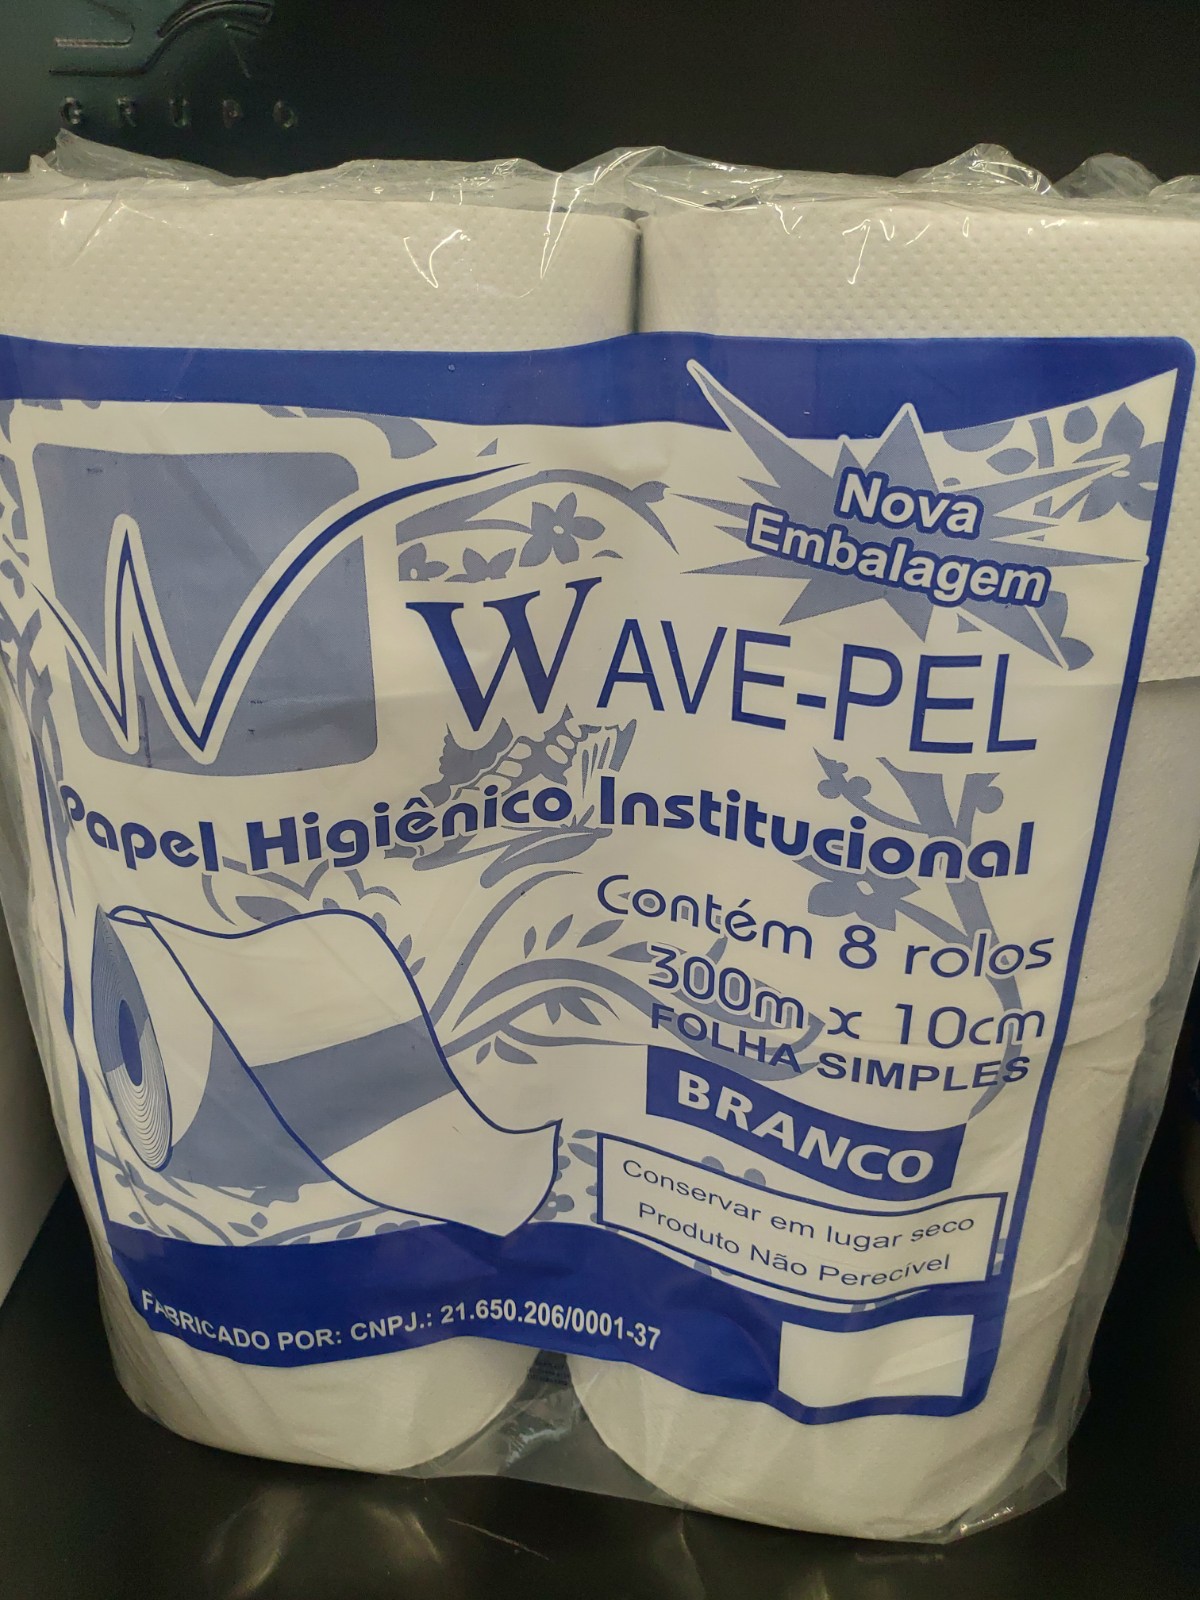 GRUPO
Nova
Embalagem
WAVE-PEL
Papel Higiênico Institucional
Contém 8 rolos
300m x 10cm
FOLHA SIMPLES
BRANCO
Conservar em lugar seco
Produto Não Perecível
FABRICADO POR: CNPJ.: 21.650.206/0001-37